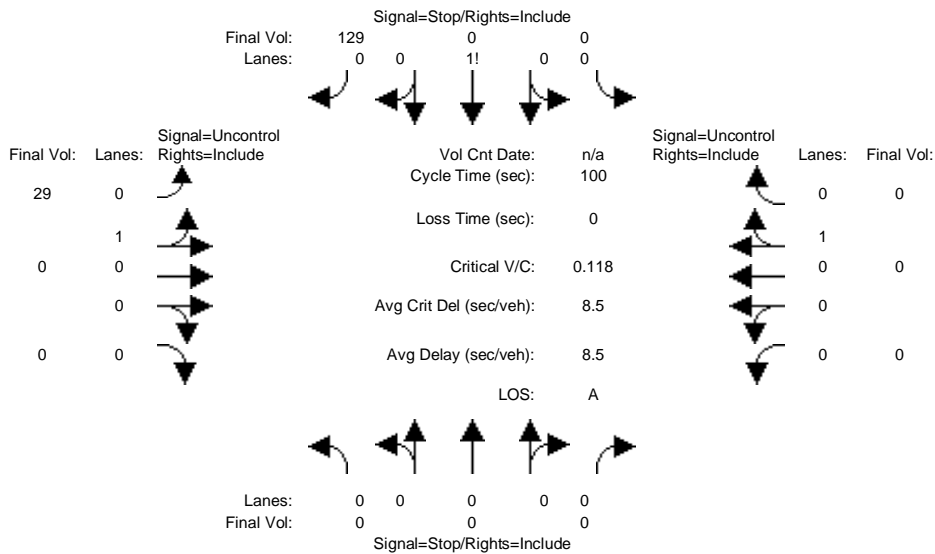 Signal=Stop/Rights=Include
Final Vol: 129 0 0
Lanes: 0 0 1! 0 0
Signal=Uncontrol Signal=Uncontrol
Final Vol: Lanes: Rights=Include Vol Cnt Date: n/a Rights=Include Lanes: Final Vol:
Cycle Time (sec): 100
29 0 0 0
Loss Time (sec): 0
1 1
0 0 Critical V/C: 0.118 0 0
0 Avg Crit Del (sec/veh): 8.5 0
0 0 Avg Delay (sec/veh): 8.5 0 0
LOS: A
Lanes: 0 0 0 0 0
Final Vol: 0 0 0
Signal=Stop/Rights=Include